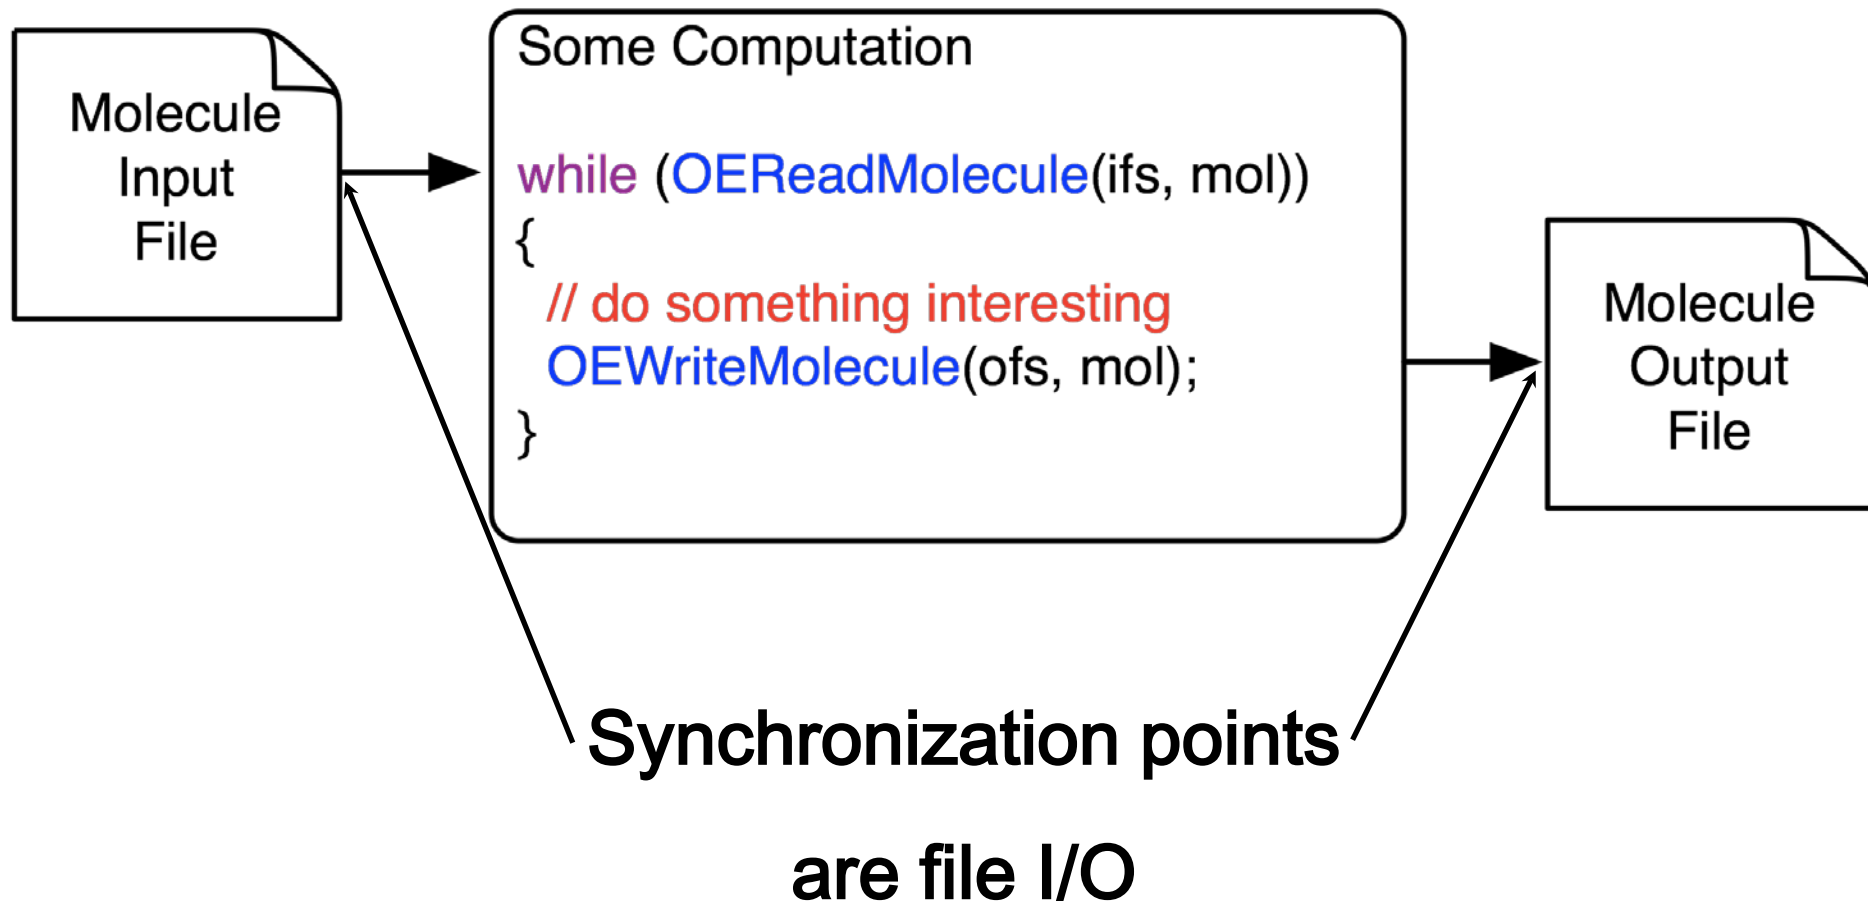 Molecule
Input
File
Some Computation
while (OEReadMolecule(ifs, mol))
{
// do something interesting
OEWriteMolecule(ofs, mol);
}
Molecule
Output
File
Synchronization points
are file I/O